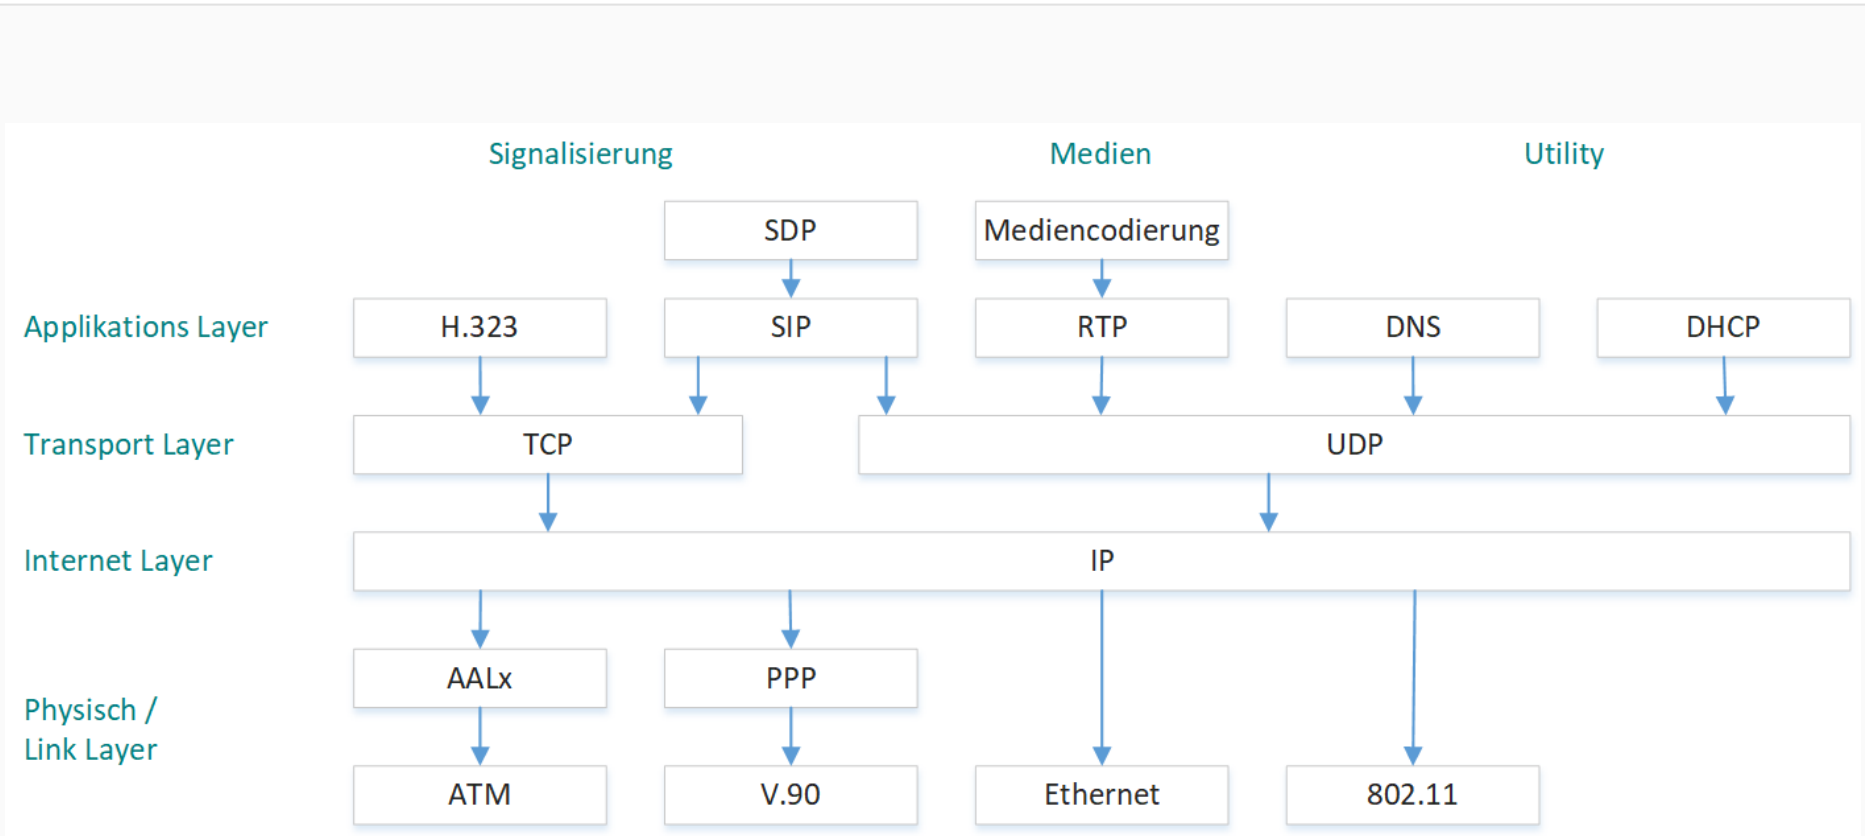 Signalisierung Medien Utility
SDP Mediencodierung
Applikations Layer H.323 SIP RTP DNS DHCP
Transport Layer TCP UDP
Internet Layer IP
AALx PPP
Physisch /
Link Layer
ATM V.90 Ethernet 802.11